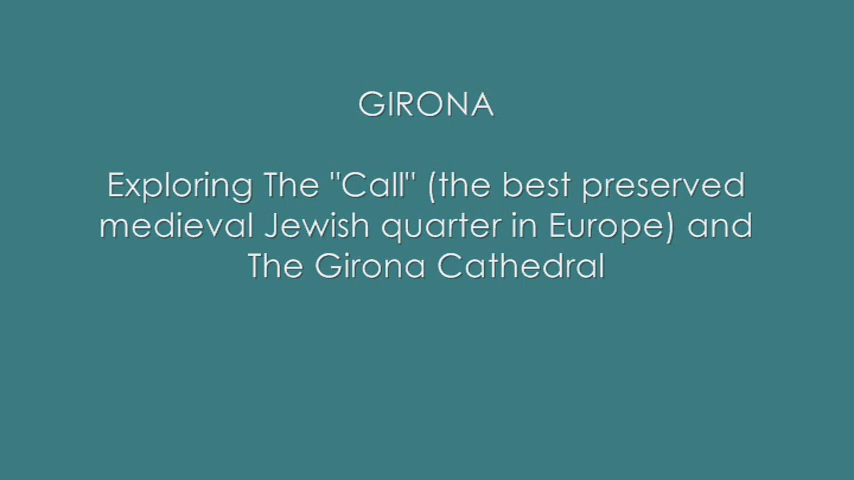 GIRONA
Exploring The "Call" (the best preserved
medieval Jewish quarter in Europe) and
The Girona Cathedral